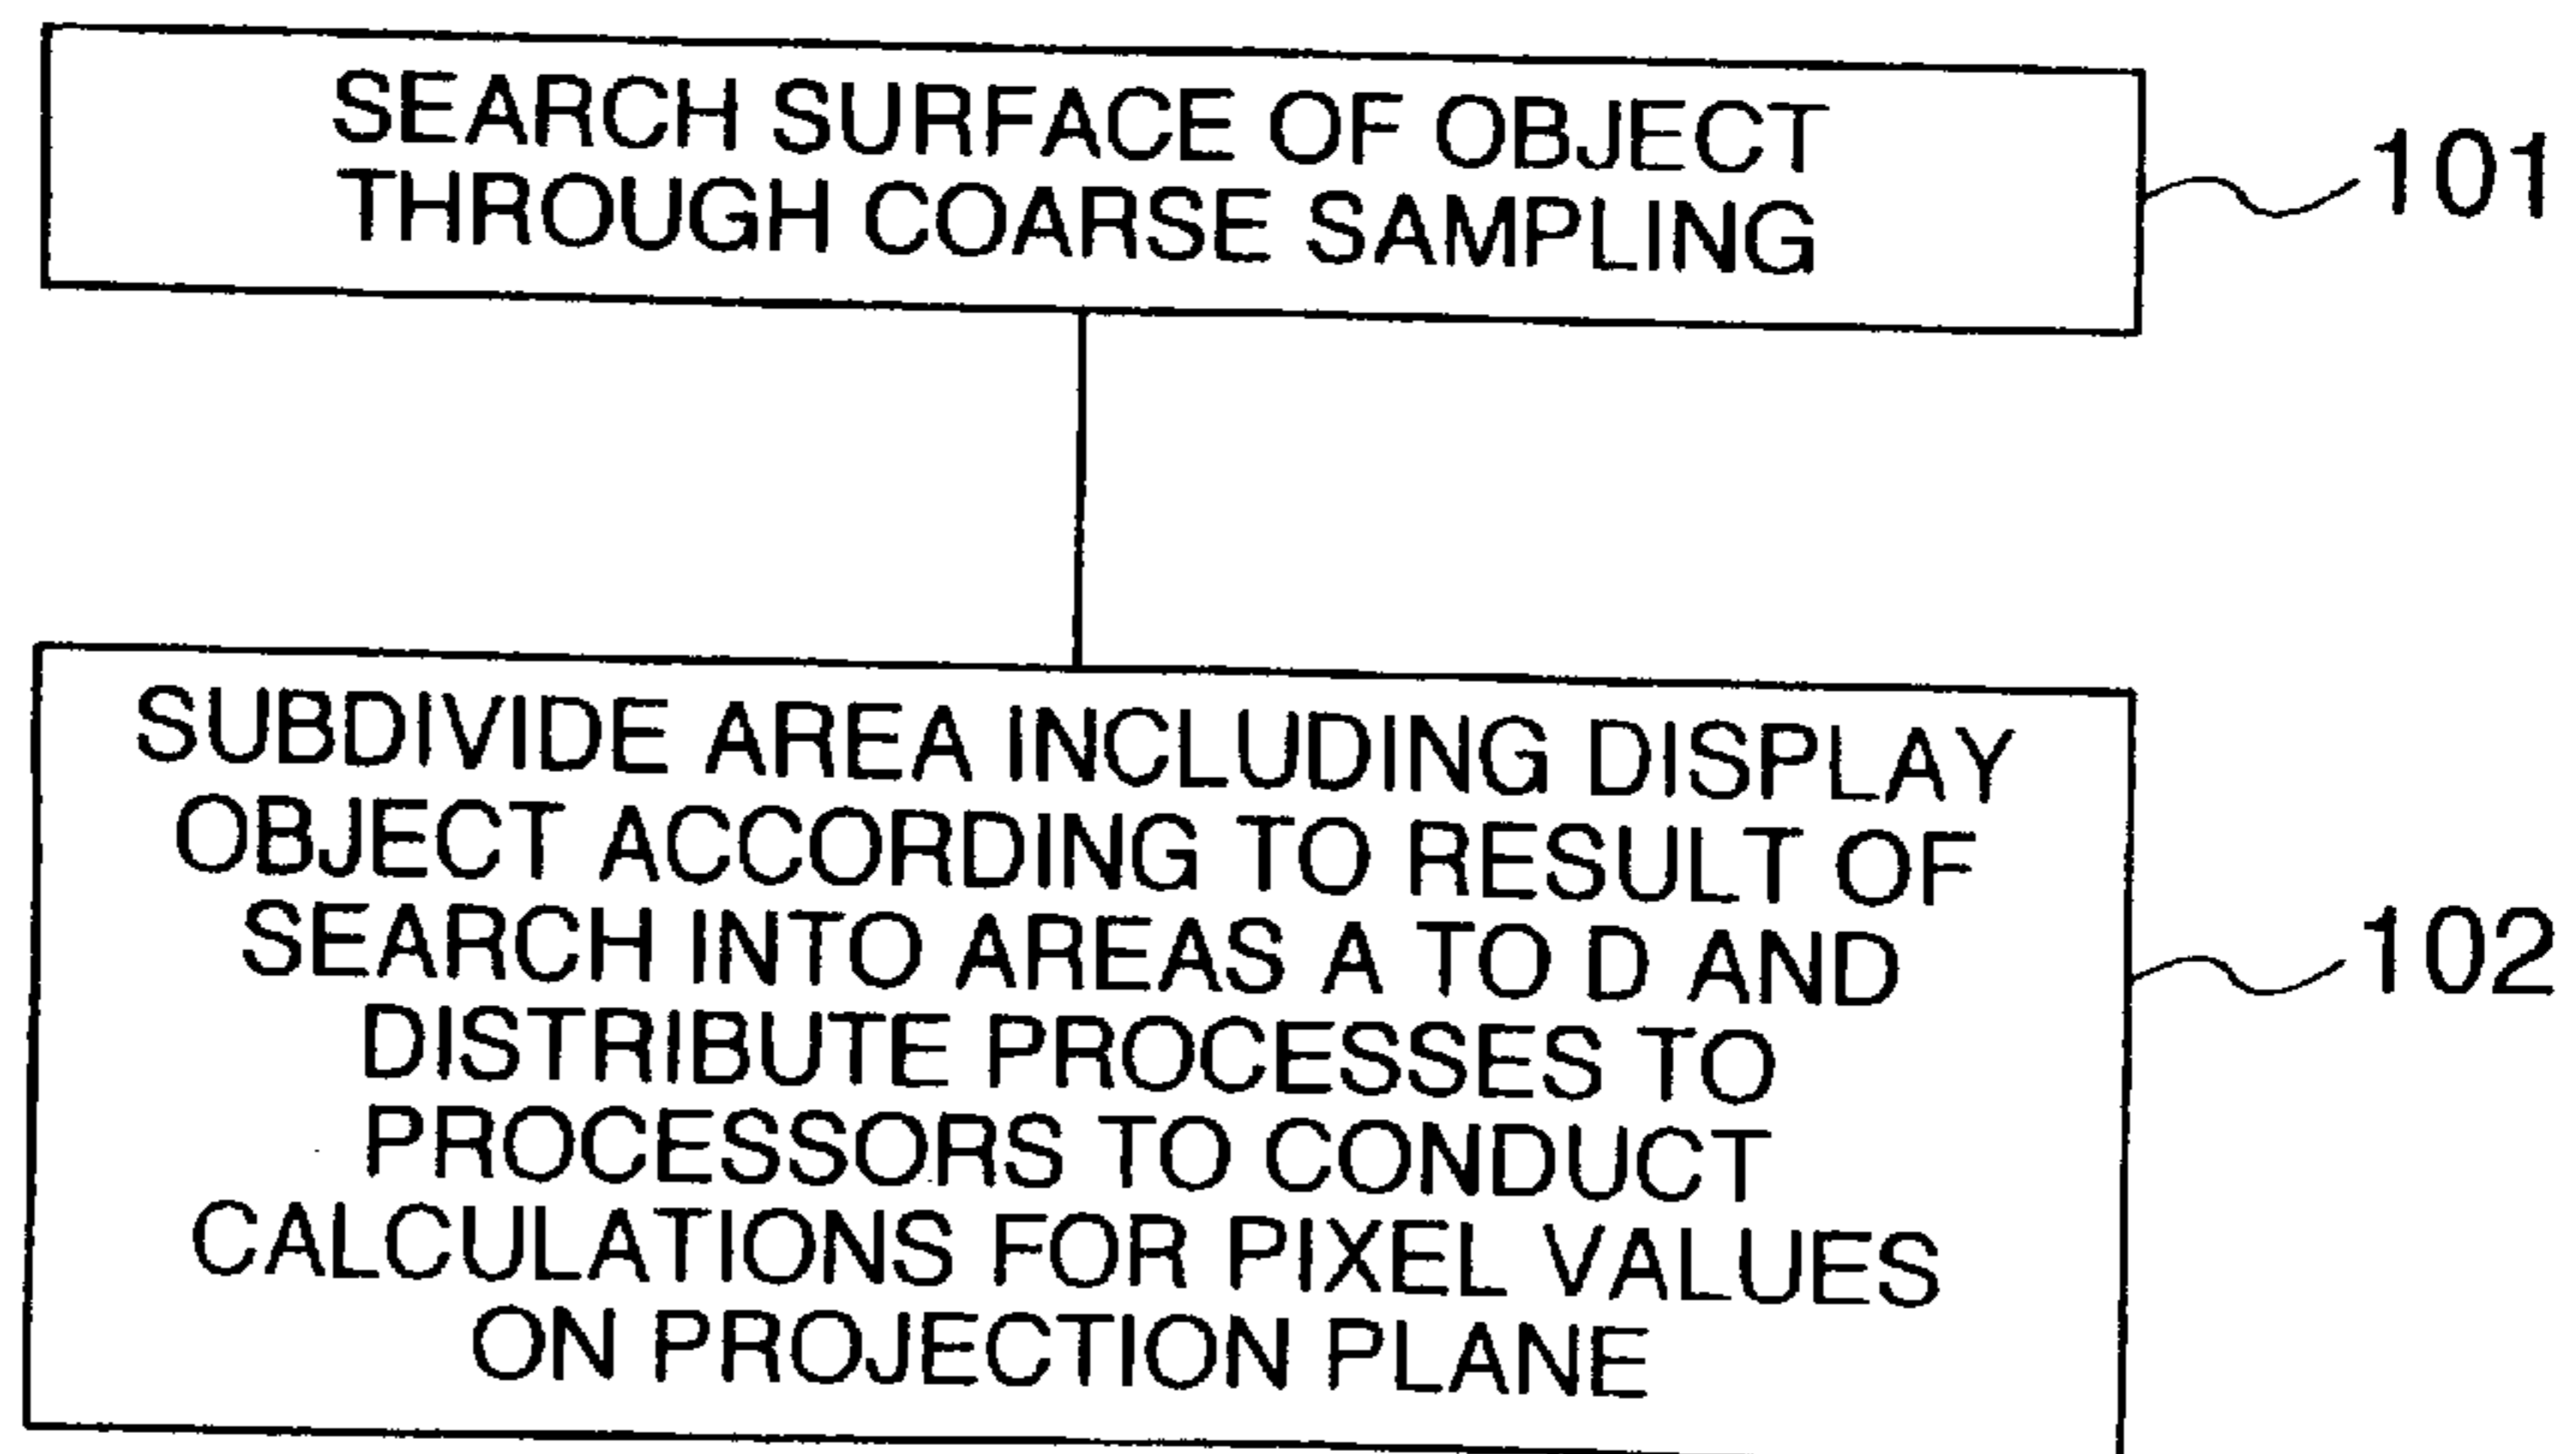 SEARCH SURFACE OF OBJECT
THROUGH COARSE SAMPLING
101
SUBDIVIDE AREA INCLUDING DISPLAY
OBJECT ACCORDING TO RESULT OF
SEARCH INTO AREAS A TO D AND
DISTRIBUTE PROCESSES TO
PROCESSORS TO CONDUCT
CALCULATIONS FOR PIXEL VALUES
ON PROJECTION PLANE
102